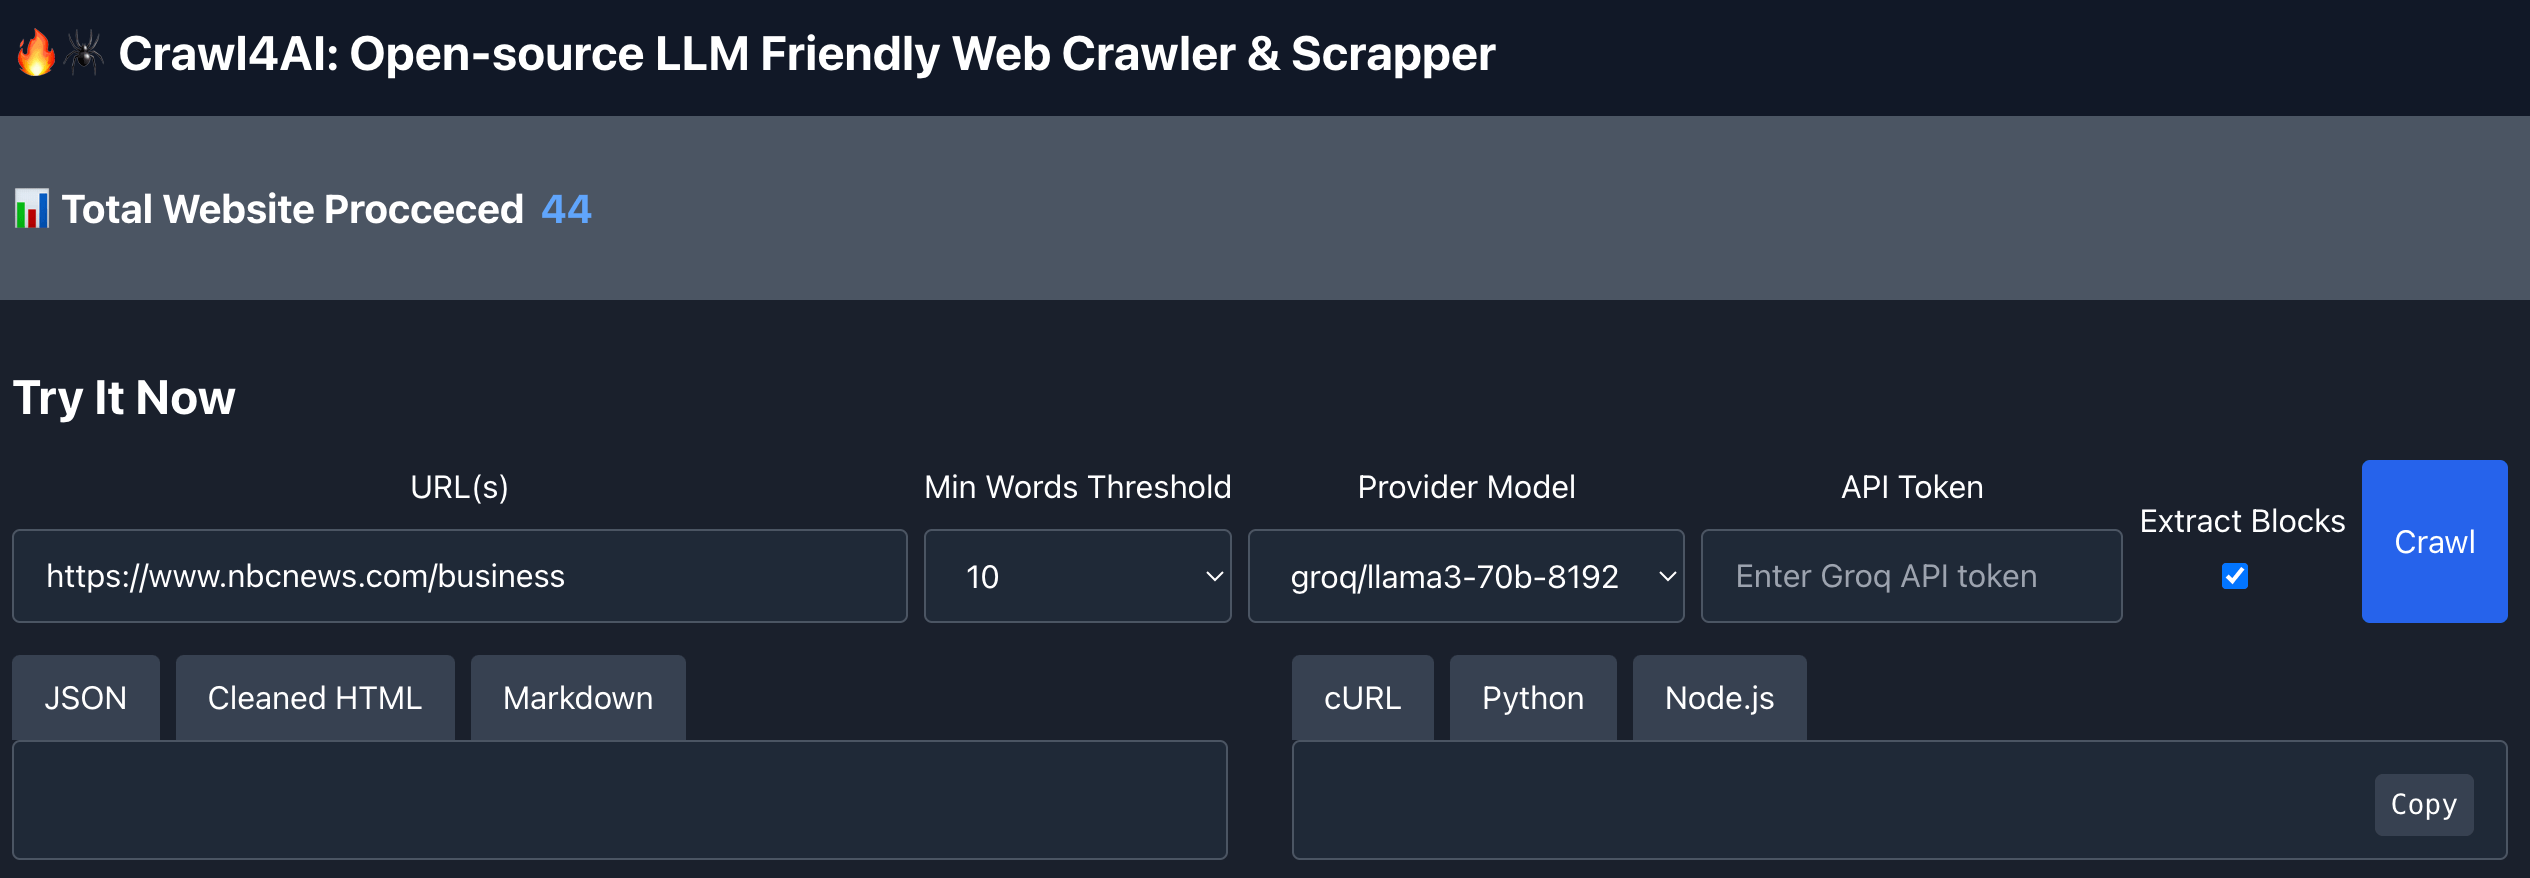 Crawl4AI: Open-source LLM Friendly Web Crawler & Scrapper
Total Website Procceced 44
Try It Now
URL(s)
Min Words Threshold
Provider Model
API Token
Extract Blocks
Crawl
https://www.nbcnews.com/business
10
groq/llama3-70b-8192
Enter Groq API token
JSON
Cleaned HTML
Markdown
cURL
Python
Node.js
Copy